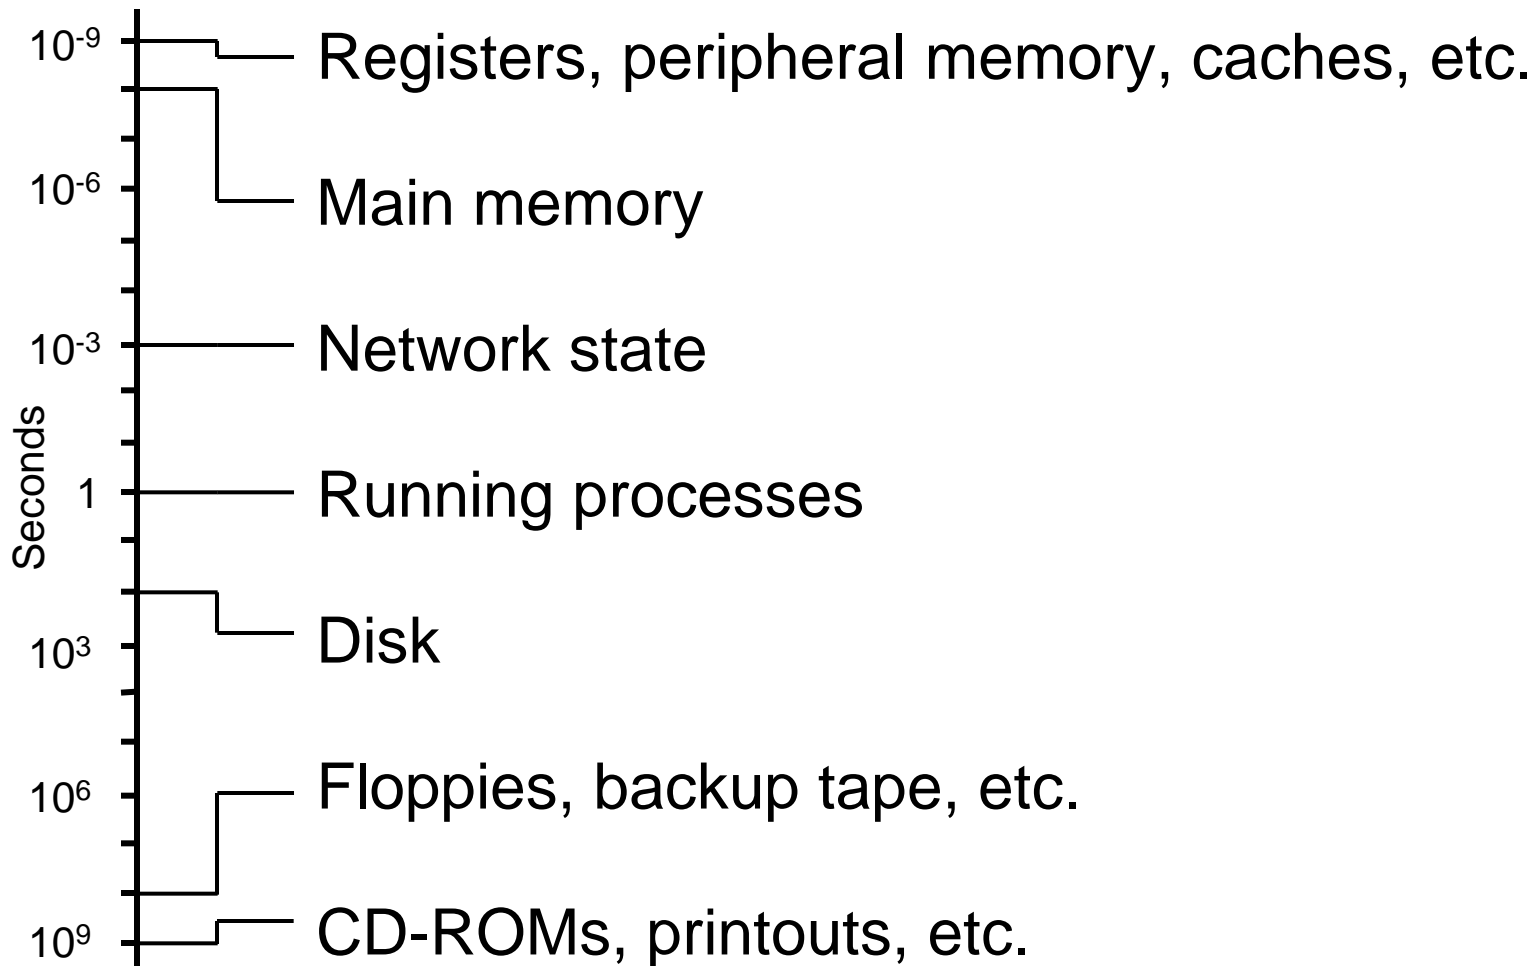 10⁻⁹ Registers, peripheral memory, caches, etc.
10⁻⁶ Main memory
10⁻³ Network state
Seconds
1 Running processes
10³ Disk
10⁶ Floppies, backup tape, etc.
10⁹ CD-ROMs, printouts, etc.